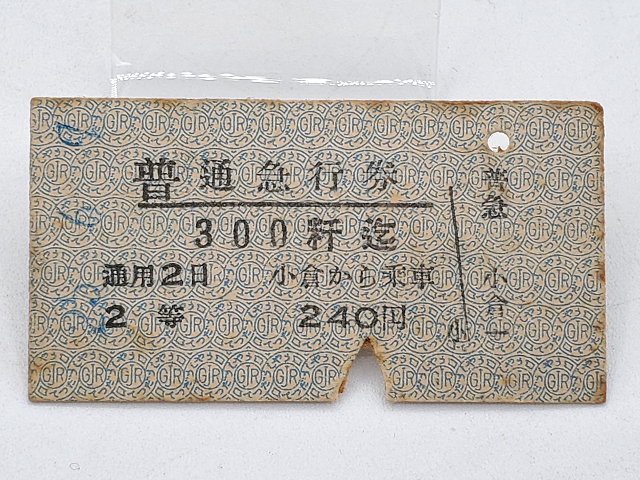 普通急行券
300粁迄
通用2日 小倉から乗車
2等 240円
普急
小倉